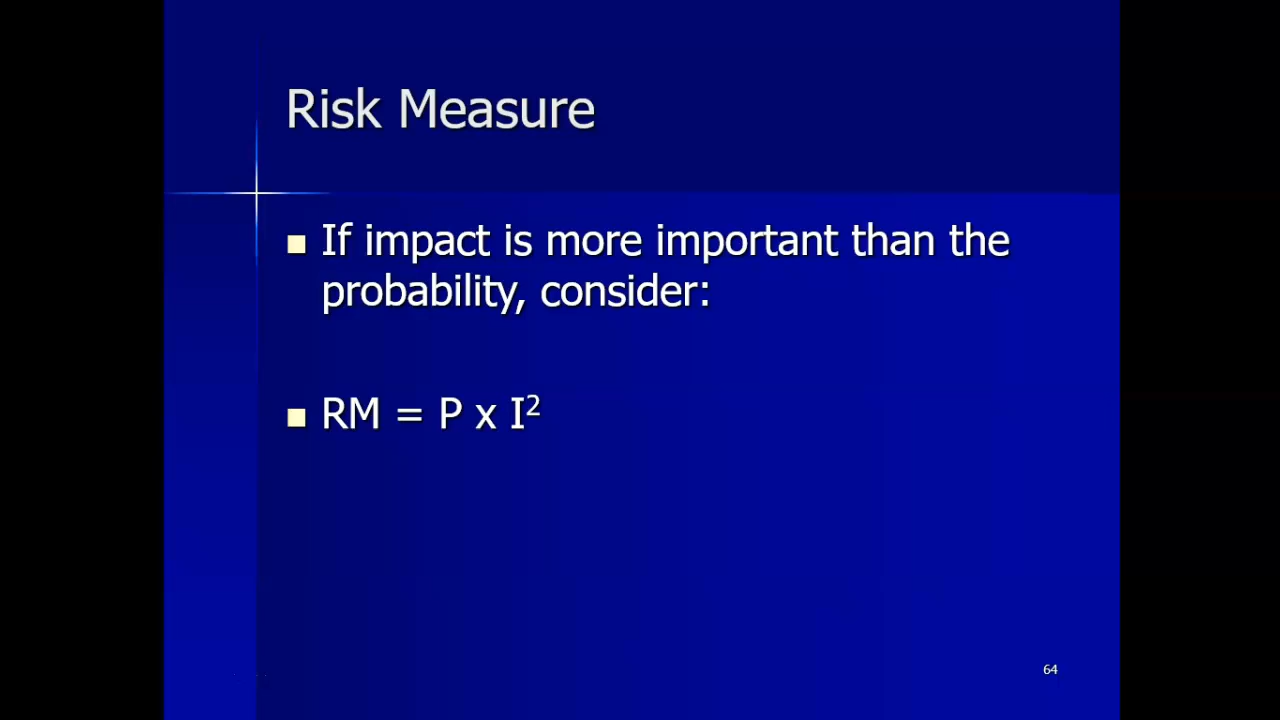 Risk Measure
If impact is more important than the
probability, consider:
RM = P x I²
64